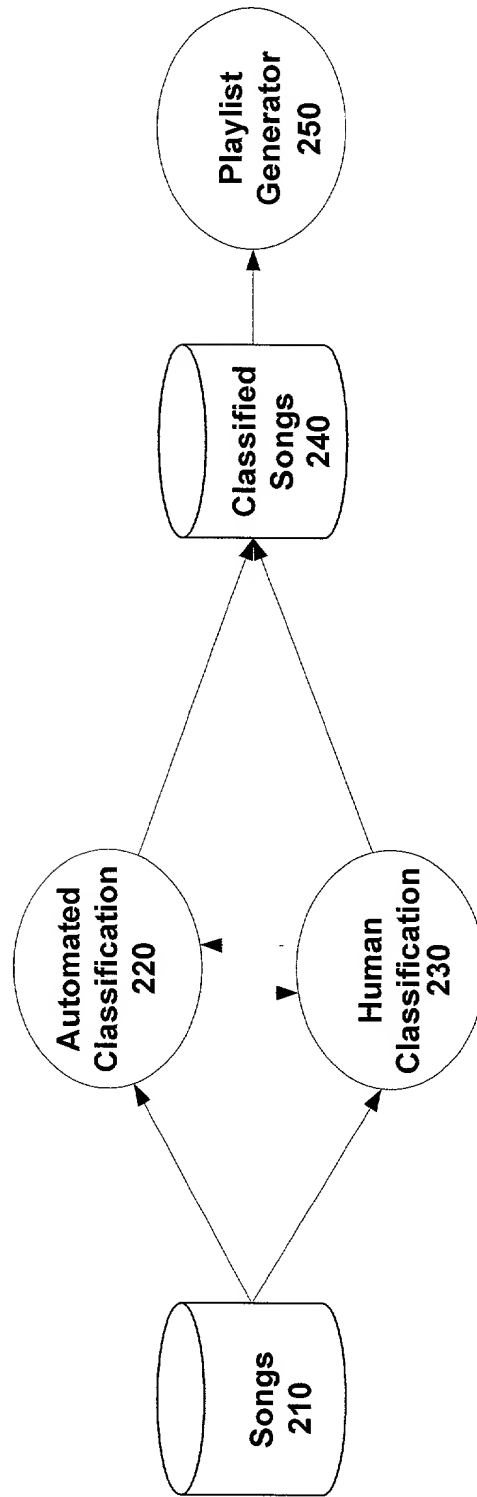 Songs
210
Automated
Classification
220
Human
Classification
230
Classified
Songs
240
Playlist
Generator
250